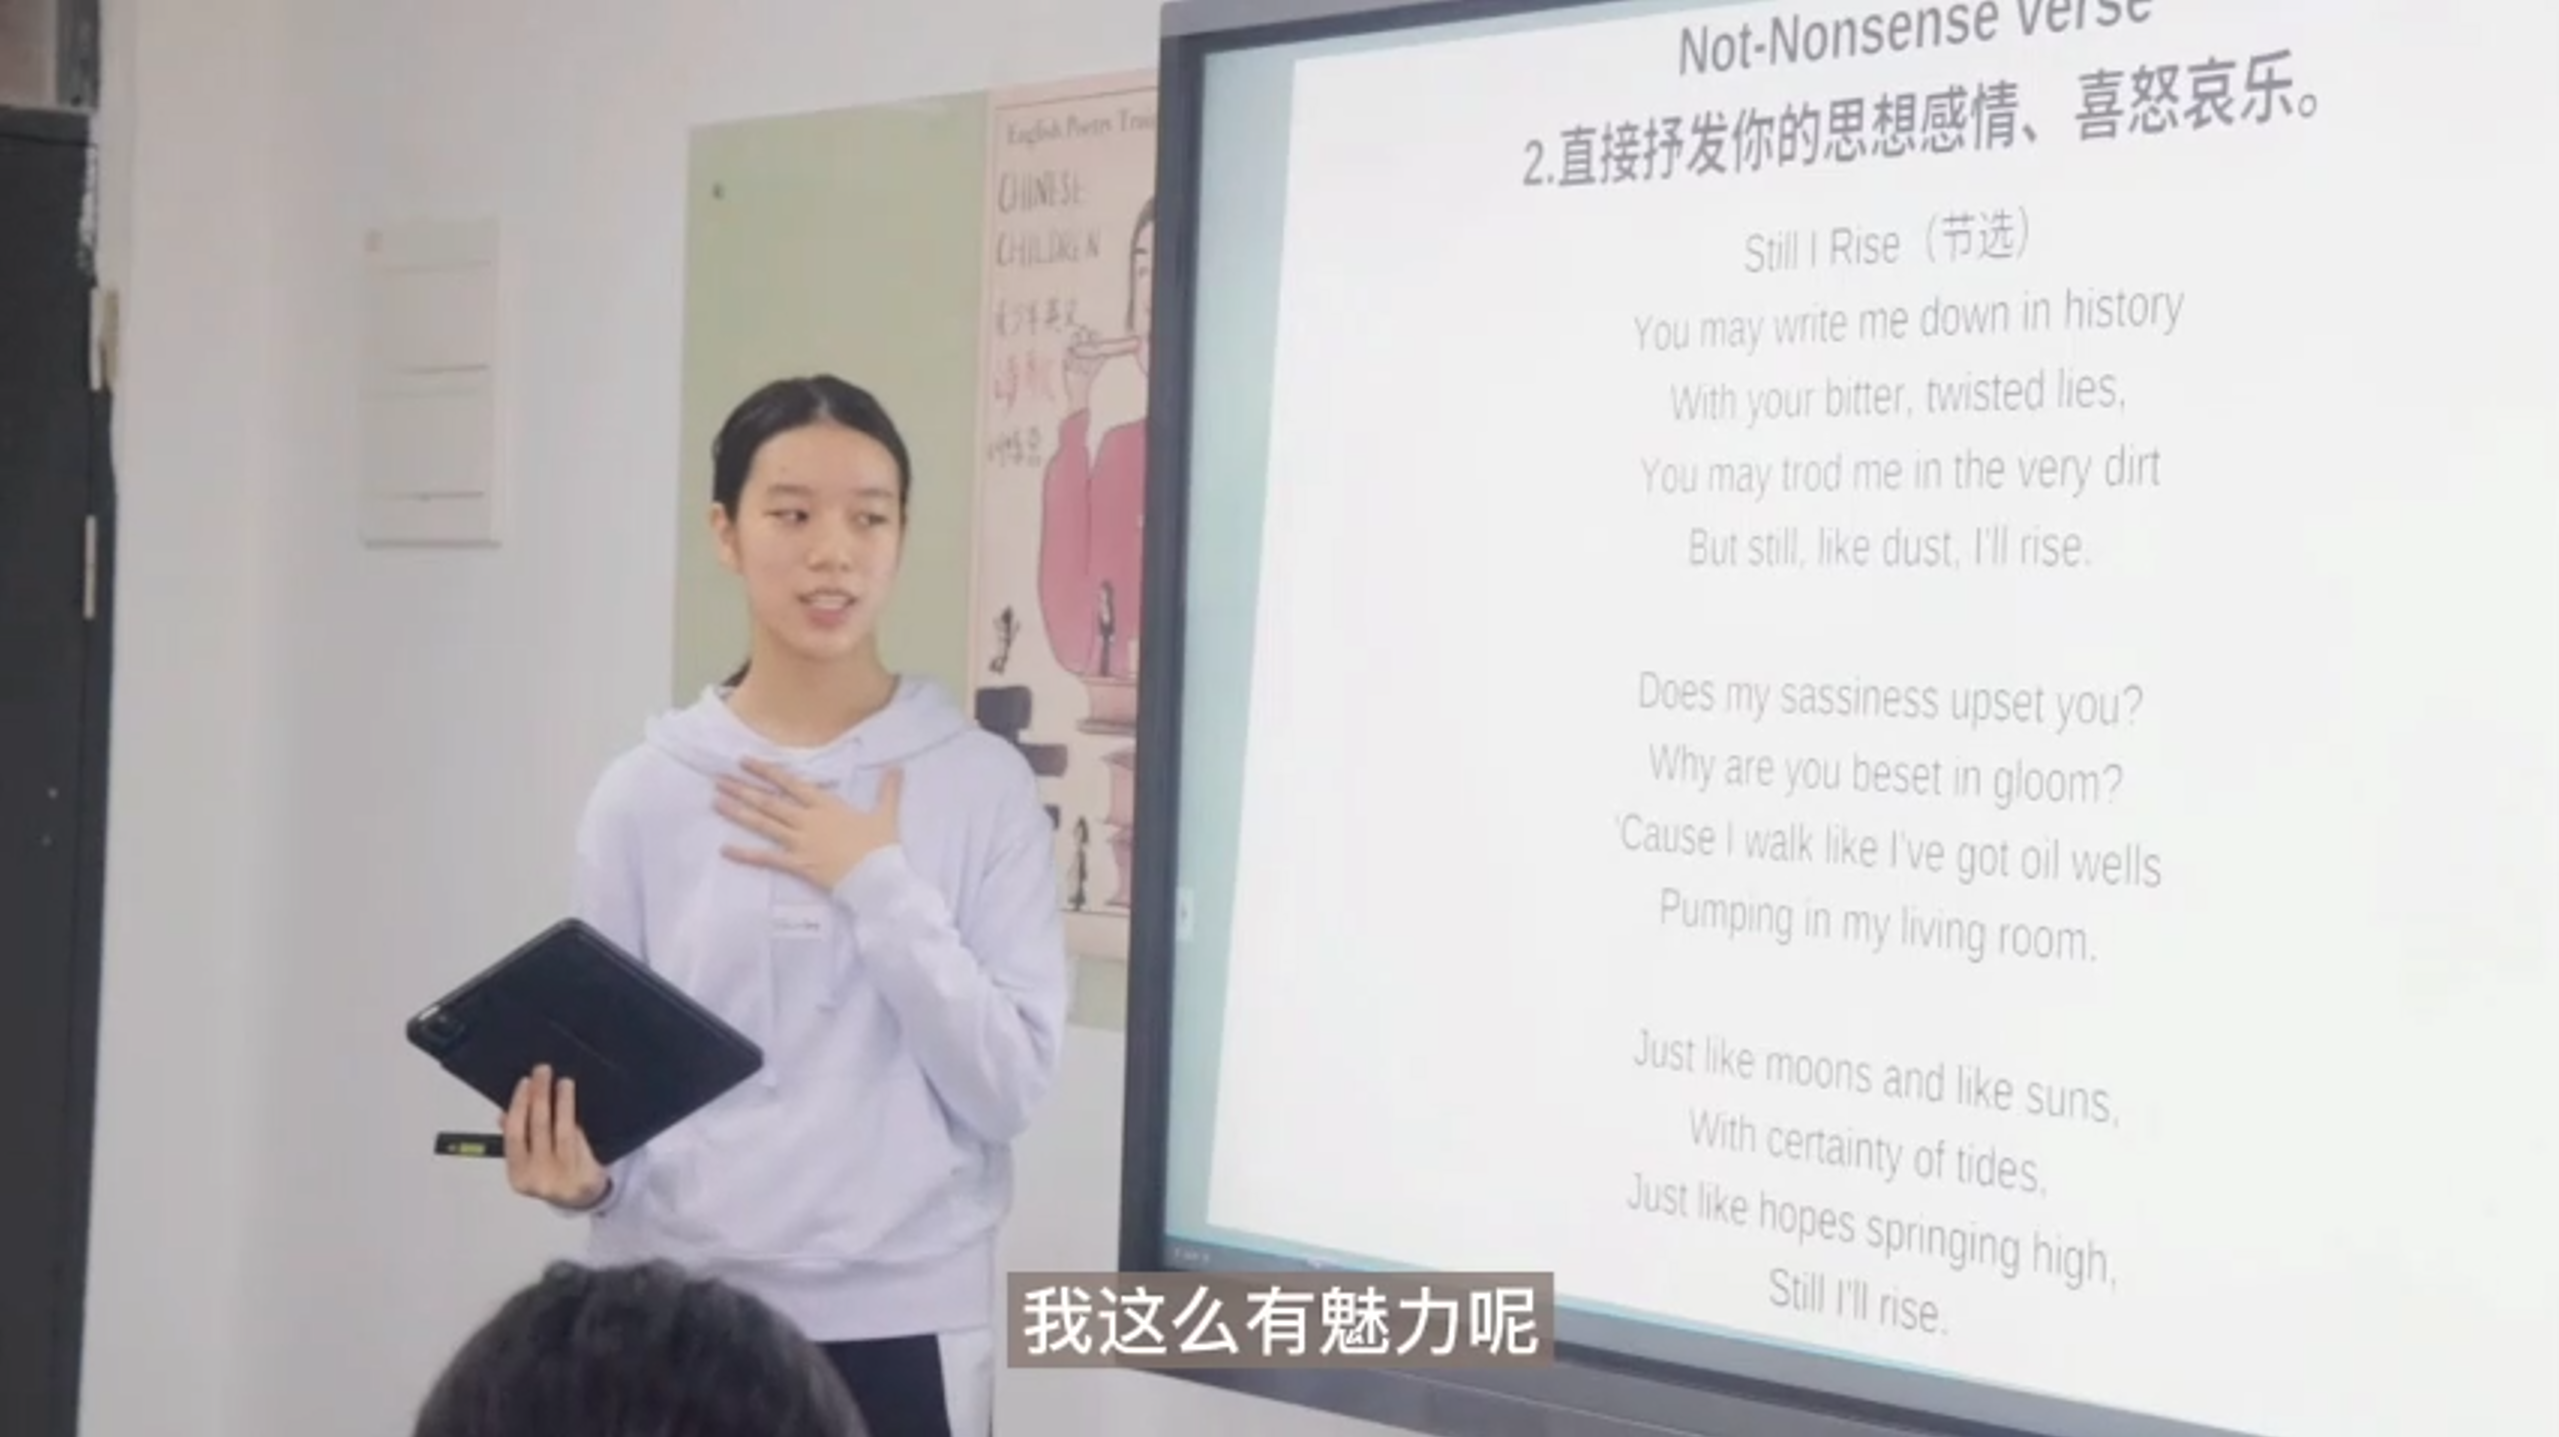 Not-Nonsense Verse
2.直接抒发你的思想感情、喜怒哀乐。
Still I Rise（节选）
You may write me down in history
With your bitter, twisted lies,
You may trod me in the very dirt
But still, like dust, I'll rise.
Does my sassiness upset you?
Why are you beset in gloom?
'Cause I walk like I've got oil wells
Pumping in my living room.
Just like moons and like suns,
With certainty of tides,
Just like hopes springing high,
Still I'll rise.
English Poetry
CHINESE
CHILDREN
我这么有魅力呢